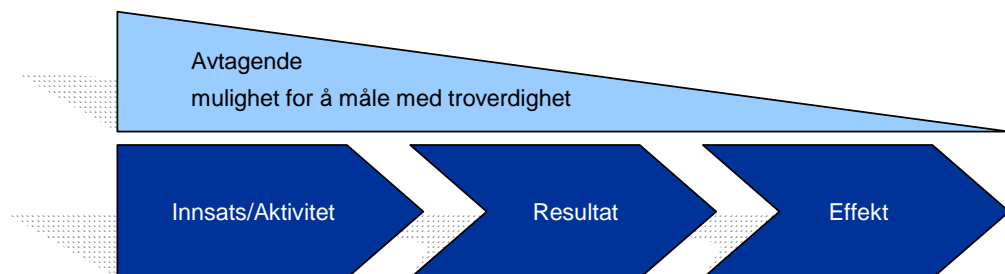 Avtagende
mulighet for å måle med troverdighet
Innsats/Aktivitet
Resultat
Effekt